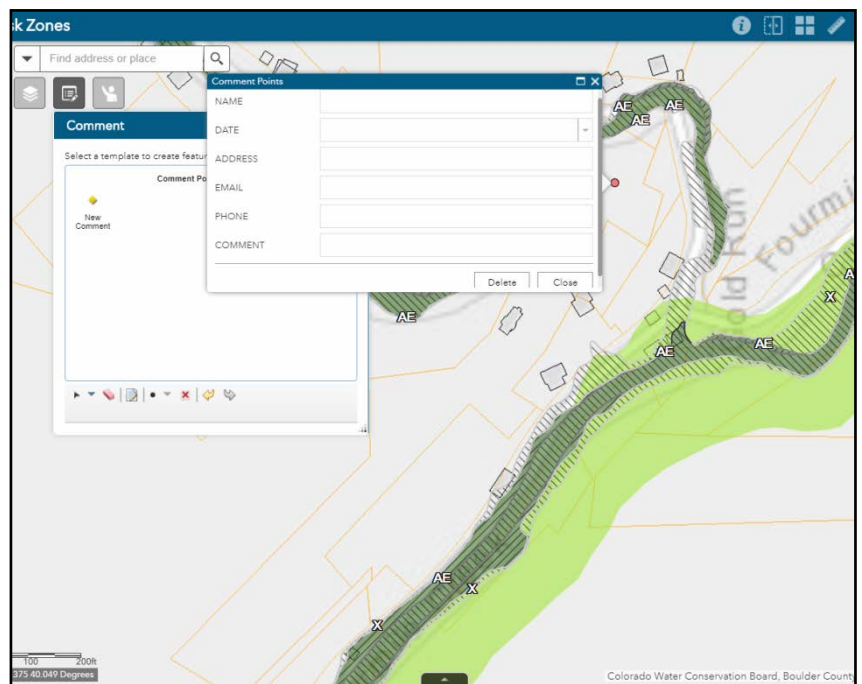 k Zones
Find address or place
Comment Points
NAME
DATE
ADDRESS
EMAIL
PHONE
COMMENT
Delete Close
Comment
Select a template to create featur
Comment Po
New
Comment
AE
AE
AE
AE
AE
AE
A
X
AE
X
X
old Run
Fourmi
100 200ft
375 40.049 Degrees
Colorado Water Conservation Board, Boulder County